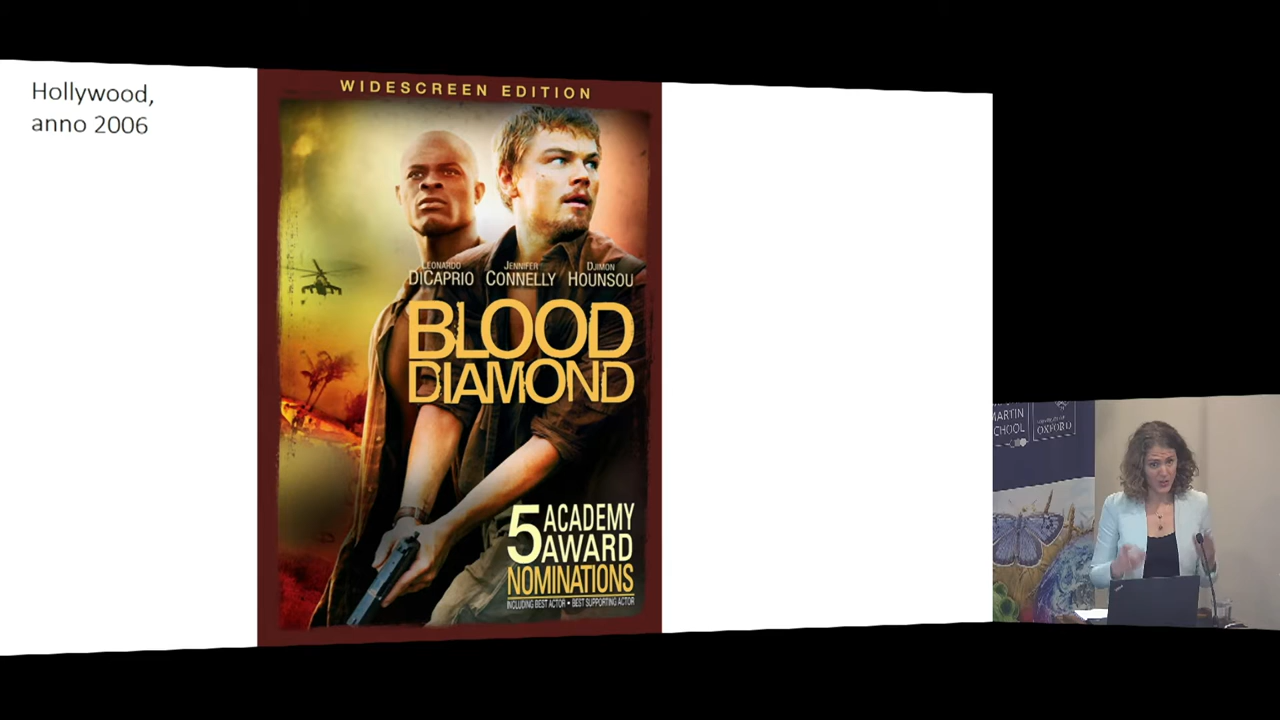 Hollywood,
anno 2006
WIDESCREEN EDITION
LEONARDO
DICAPRIO
JENNIFER
CONNELLY
DJIMON
HOUNSOU
BLOOD
DIAMOND
5 ACADEMY
AWARD
NOMINATIONS
INCLUDING BEST ACTOR • BEST SUPPORTING ACTOR
MARTIN
SCHOOL
OXFORD